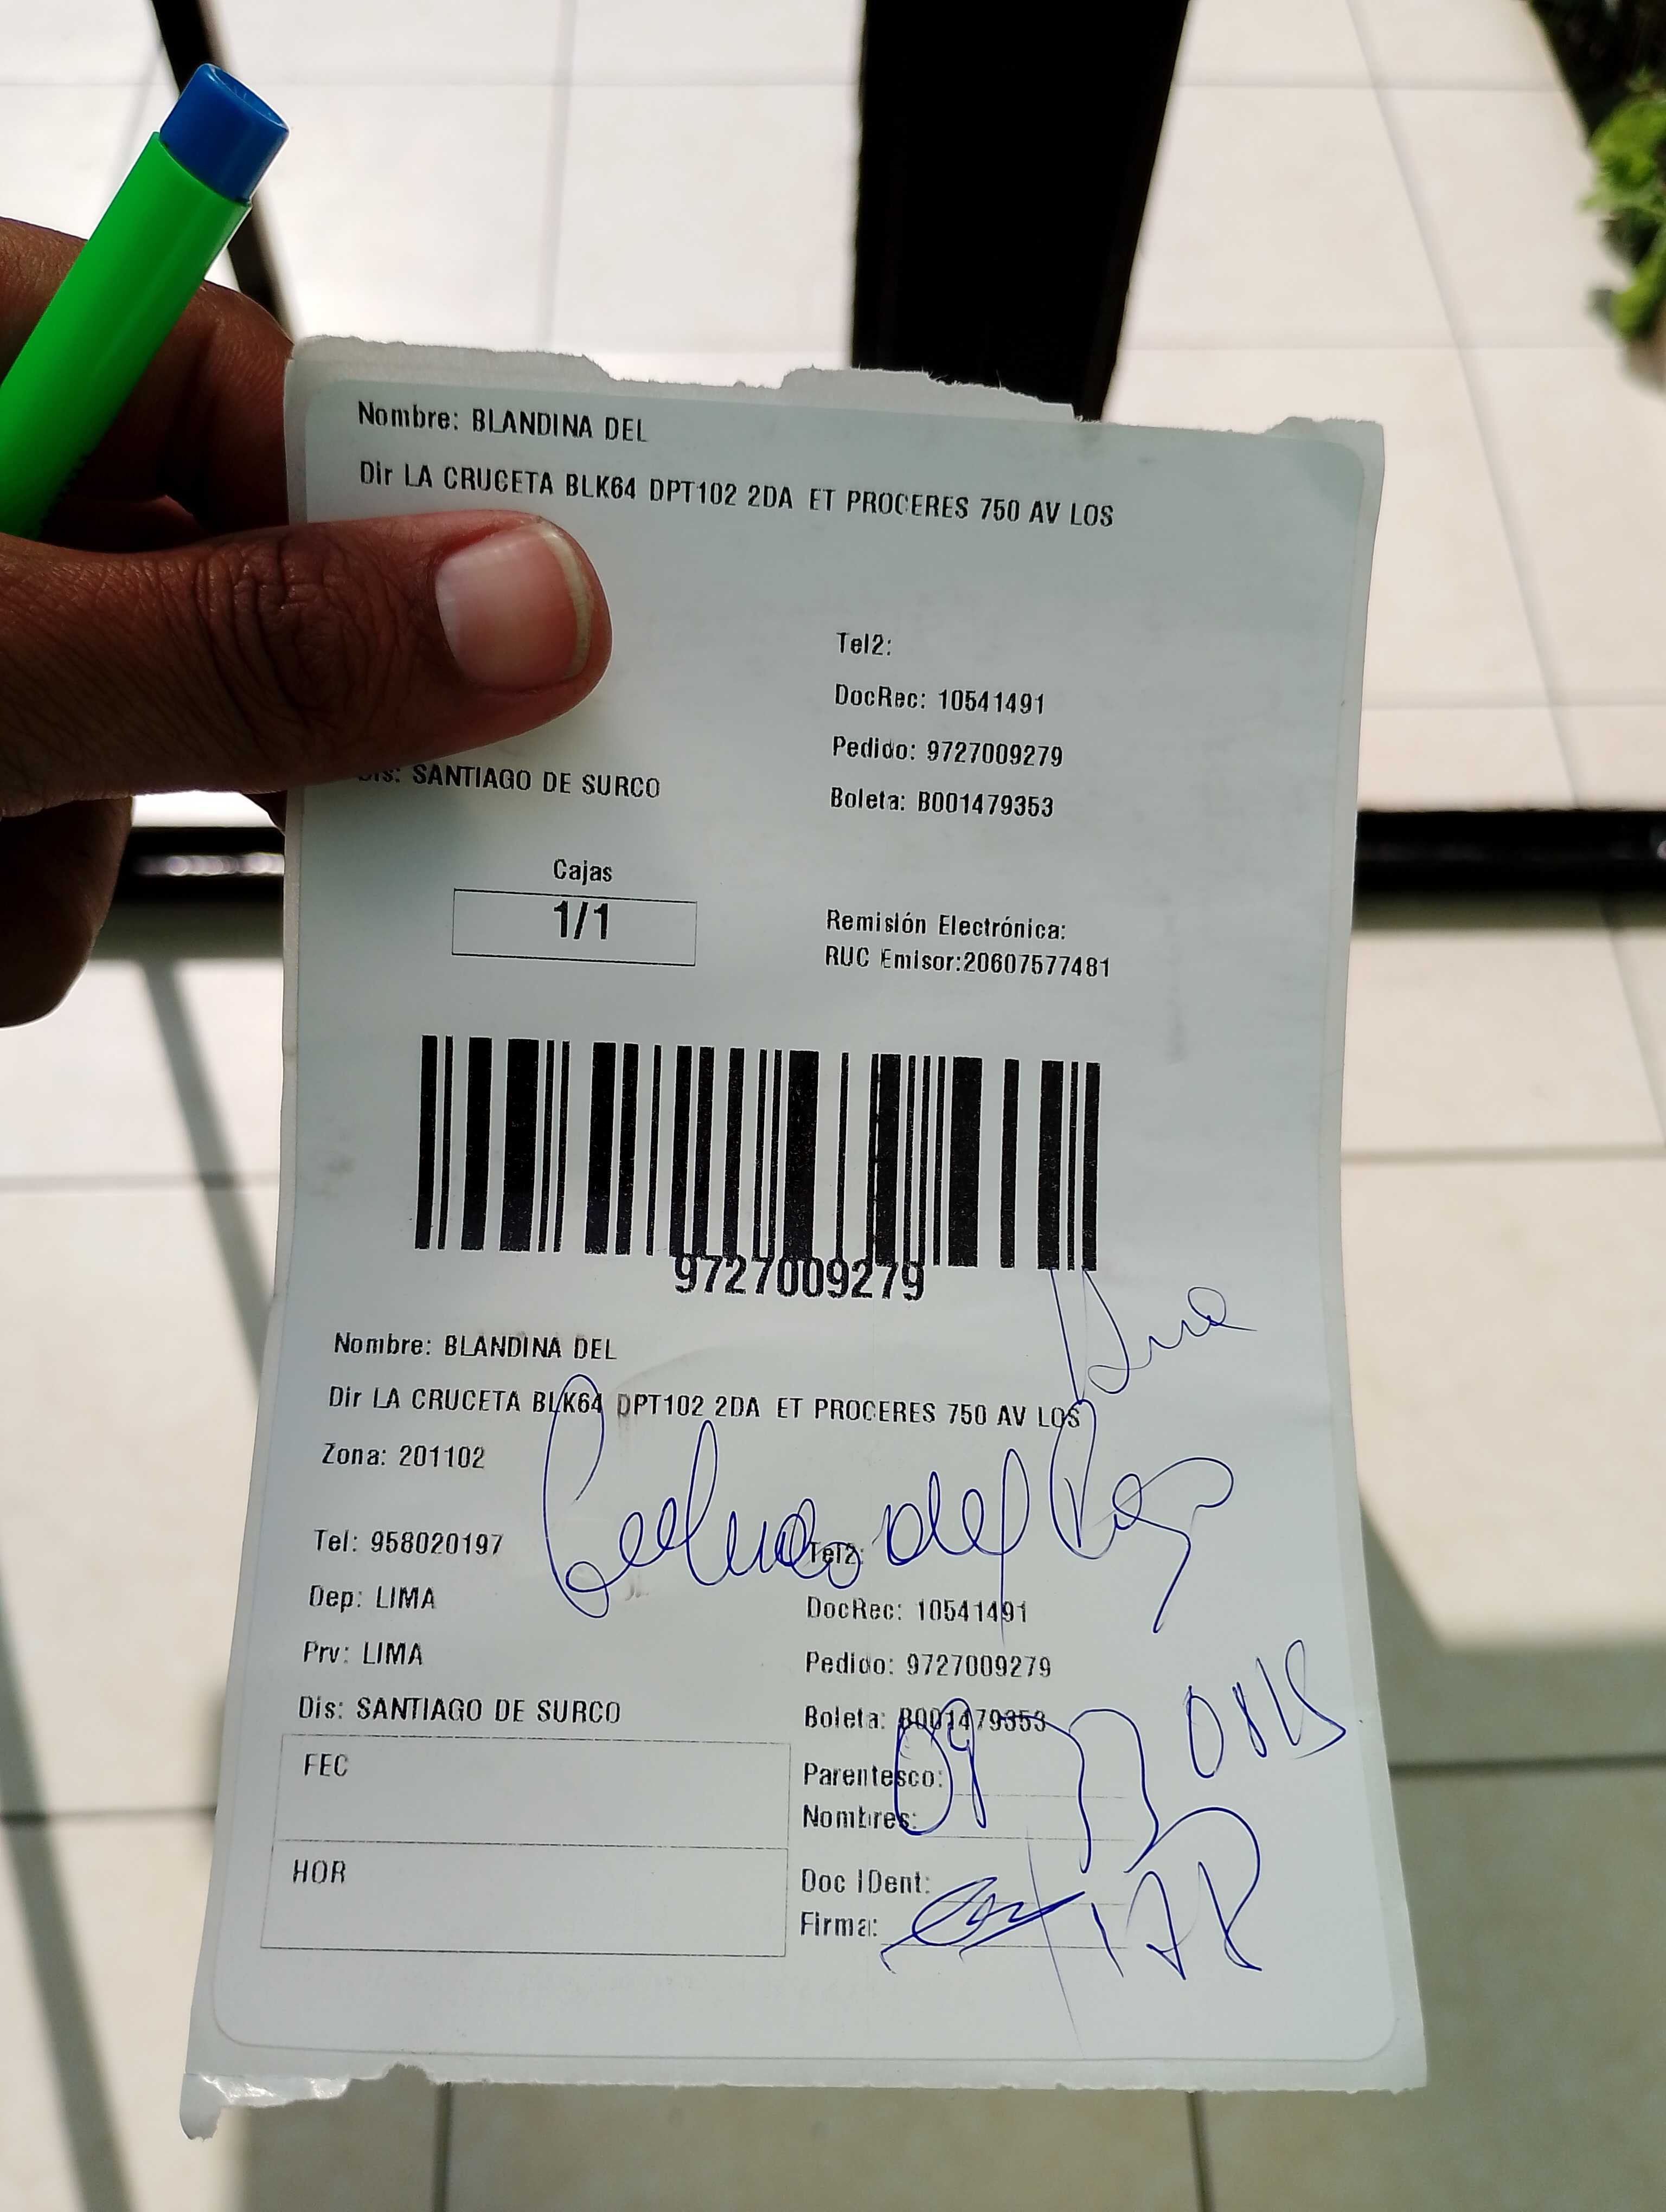 Nombre: BLANDINA DEL
Dir LA CRUCETA BLK64 DPT102 2DA ET PROCERES 750 AV LOS
Tel2:
DocRec: 10541491
Pedido: 9727009279
Dis: SANTIAGO DE SURCO
Boleta: B001479353
Cajas
1/1
Remisión Electrónica:
RUC Emisor:20607577481
9727009279
Nombre: BLANDINA DEL
Dir LA CRUCETA BLK64 DPT102 2DA ET PROCERES 750 AV LOS
Zona: 201102
Tel: 958020197
Tel2:
Dep: LIMA
DocRec: 10541491
Prv: LIMA
Pedido: 9727009279
Dis: SANTIAGO DE SURCO
Boleta: B001479353
FEC
Parentesco:
Nombres:
HOR
Doc IDent:
Firma: